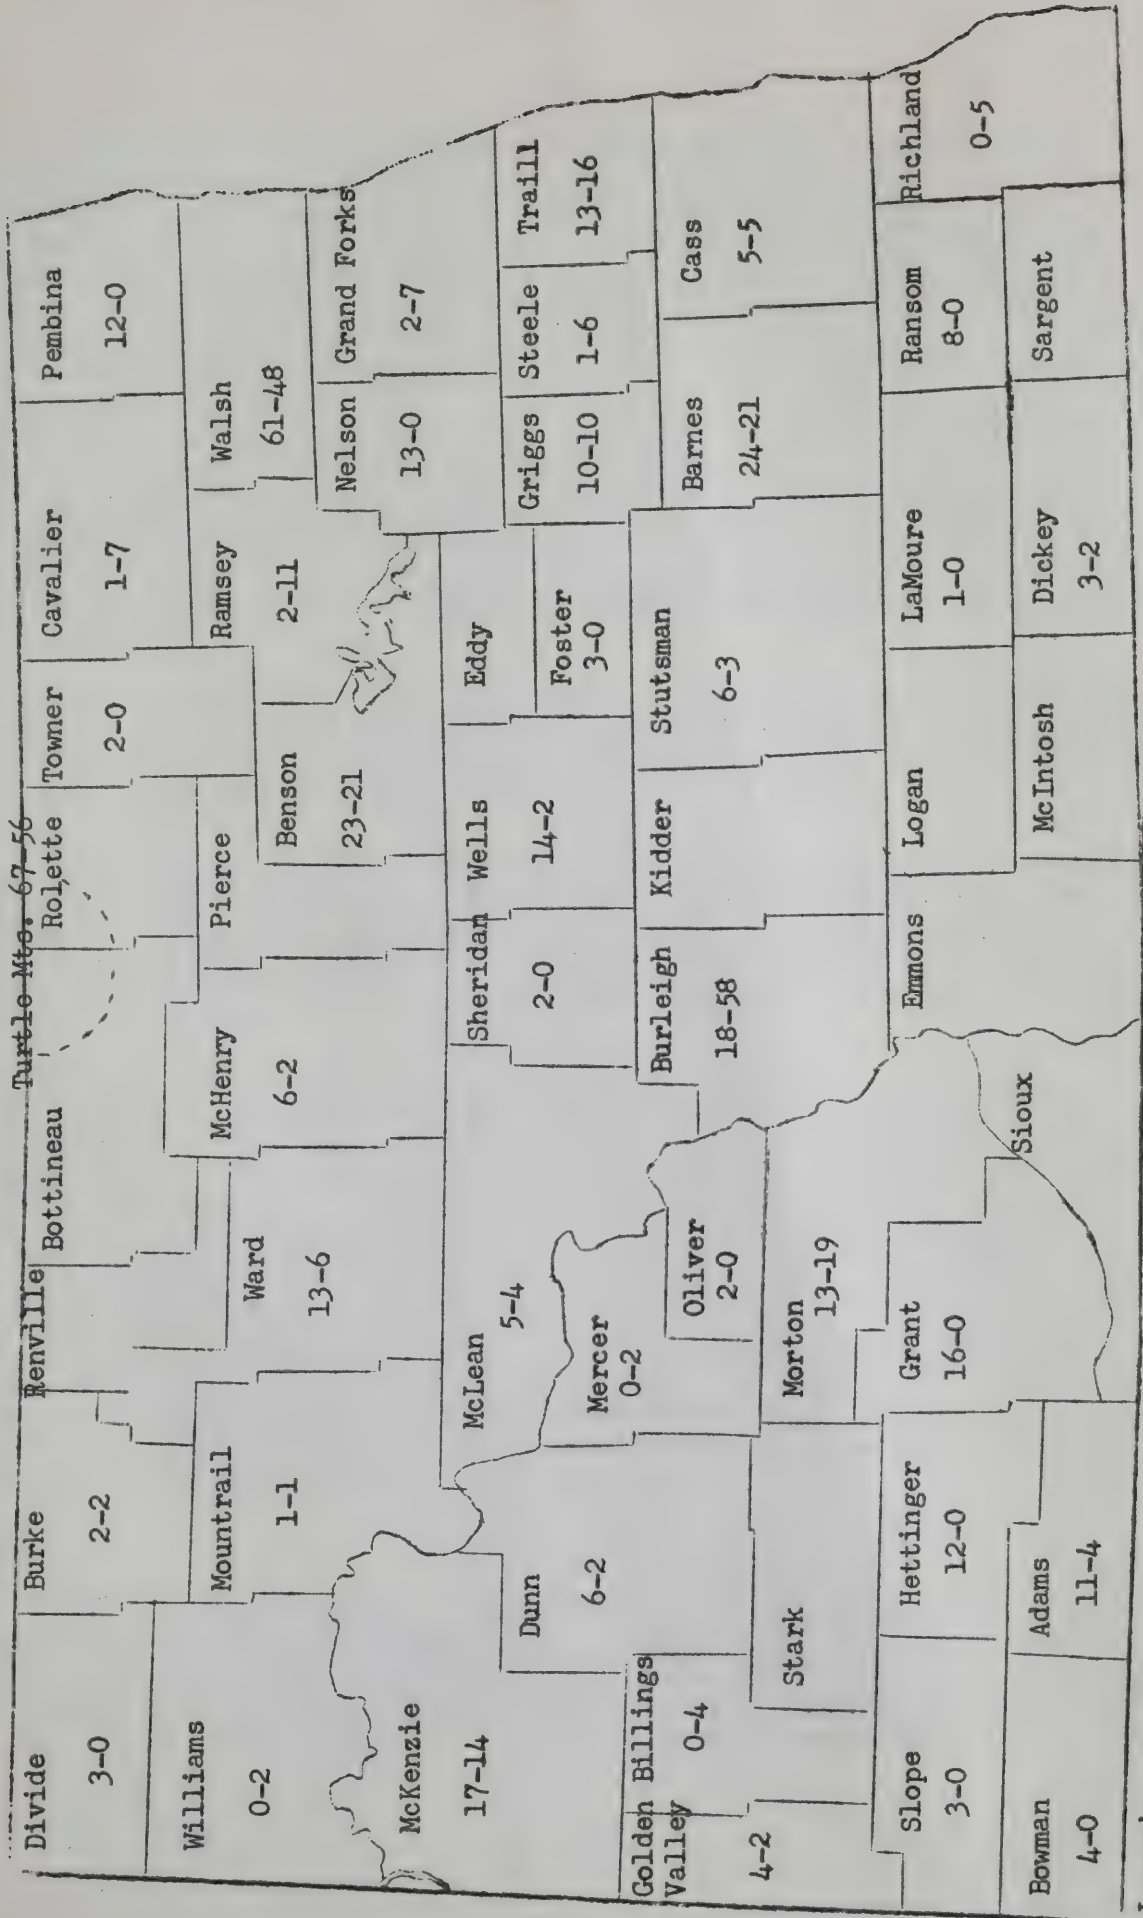 Turtle Mts. 67-56
Divide
3-0
Burke
2-2
Renville
Bottineau
Rolette
Towner
2-0
Cavalier
1-7
Pembina
12-0
Williams
0-2
Mountrail
1-1
Ward
13-6
McHenry
6-2
Pierce
Benson
23-21
Ramsey
2-11
Walsh
61-48
Nelson
13-0
Grand Forks
2-7
McKenzie
17-14
Dunn
6-2
McLean
5-4
Mercer
0-2
Oliver
2-0
Sheridan
2-0
Wells
14-2
Eddy
Foster
3-0
Griggs
10-10
Steele
1-6
Traill
13-16
Golden
Valley
4-2
Billings
0-4
Stark
Morton
13-19
Burleigh
18-58
Kidder
Stutsman
6-3
Barnes
24-21
Cass
5-5
Slope
3-0
Hettinger
12-0
Grant
16-0
Sioux
Emmons
Logan
LaMoure
1-0
Ransom
8-0
Richland
0-5
Bowman
4-0
Adams
11-4
McIntosh
Dickey
3-2
Sargent